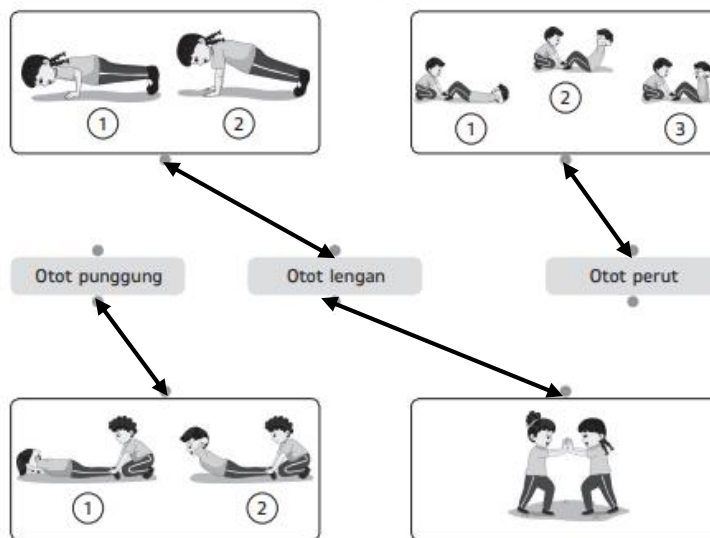 1 2
1 2 3
Otot punggung
Otot lengan
Otot perut
1 2